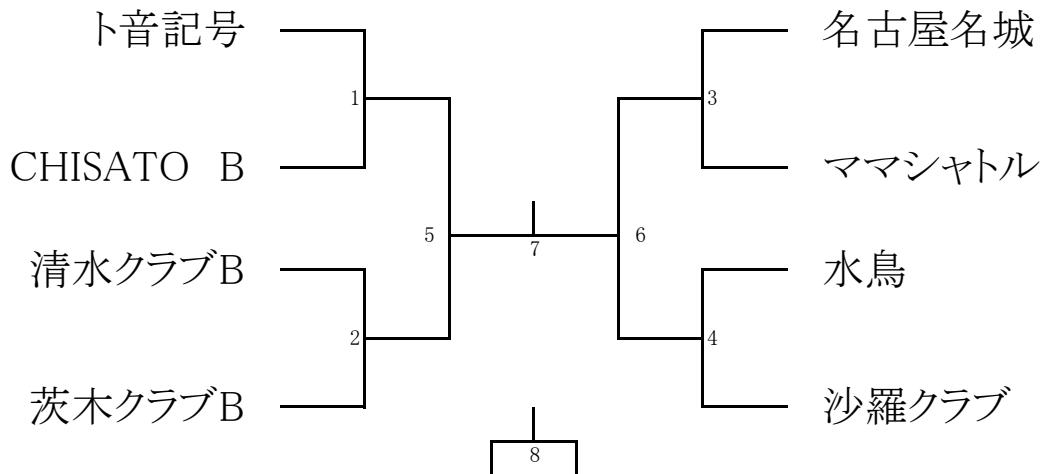 ト音記号 名古屋名城
1 3
CHISATO B ママシャトル
5 7 6
清水クラブB 水鳥
2 4
茨木クラブB 沙羅クラブ
8